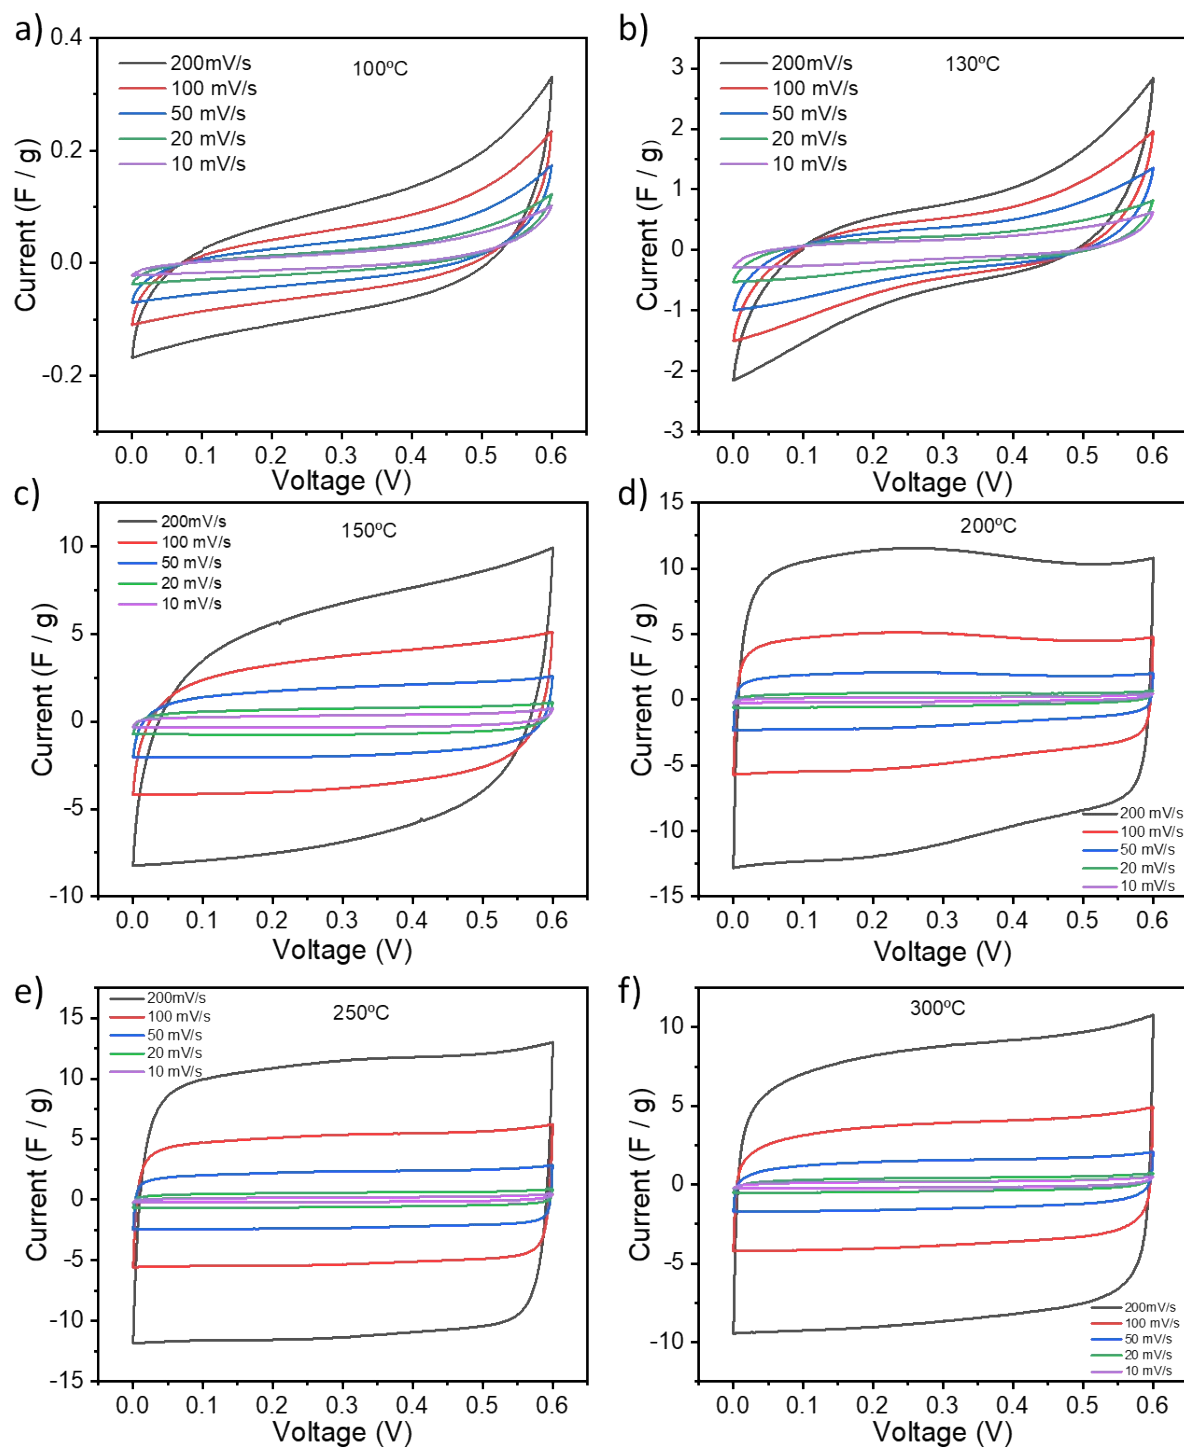 a)
0.4
0.2
0.0
-0.2
200mV/s
100 mV/s
50 mV/s
20 mV/s
10 mV/s
100ºC
Current (F / g)
0.0 0.1 0.2 0.3 0.4 0.5 0.6
Voltage (V)
b)
3
2
1
0
-1
-2
-3
200mV/s
100 mV/s
50 mV/s
20 mV/s
10 mV/s
130ºC
Current (F / g)
0.0 0.1 0.2 0.3 0.4 0.5 0.6
Voltage (V)
c)
10
5
0
-5
-10
200mV/s
100 mV/s
50 mV/s
20 mV/s
10 mV/s
150ºC
Current (F / g)
0.0 0.1 0.2 0.3 0.4 0.5 0.6
Voltage (V)
d)
15
10
5
0
-5
-10
-15
200ºC
200 mV/s
100 mV/s
50 mV/s
20 mV/s
10 mV/s
Current (F / g)
0.0 0.1 0.2 0.3 0.4 0.5 0.6
Voltage (V)
e)
15
10
5
0
-5
-10
-15
200mV/s
100 mV/s
50 mV/s
20 mV/s
10 mV/s
250ºC
Current (F / g)
0.0 0.1 0.2 0.3 0.4 0.5 0.6
Voltage (V)
f)
10
5
0
-5
-10
300ºC
200mV/s
100 mV/s
50 mV/s
20 mV/s
10 mV/s
Current (F / g)
0.0 0.1 0.2 0.3 0.4 0.5 0.6
Voltage (V)